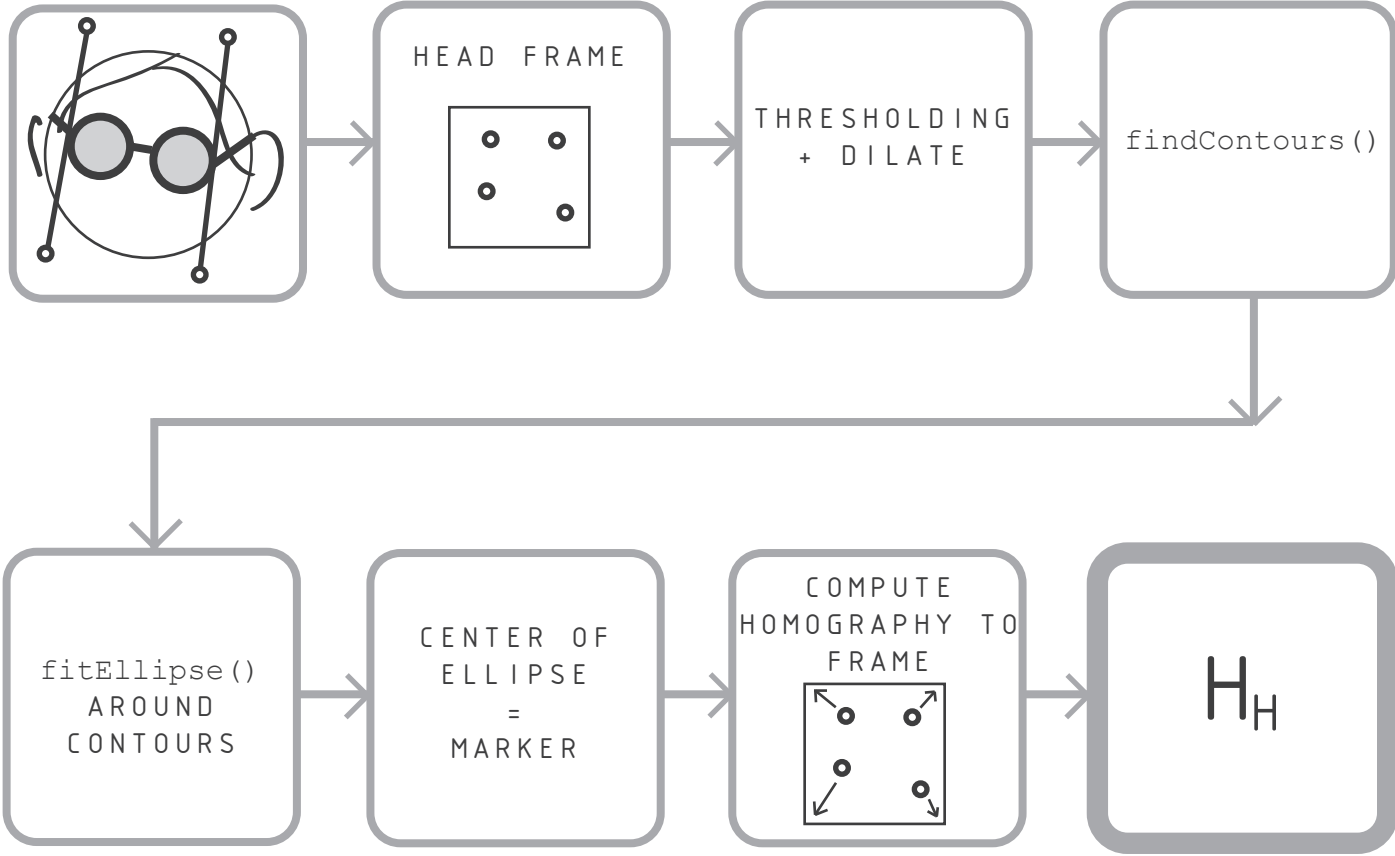 HEAD FRAME
THRESHOLDING
+ DILATE
findContours()
fitEllipse()
AROUND
CONTOURS
CENTER OF
ELLIPSE
=
MARKER
COMPUTE
HOMOGRAPHY TO
FRAME
HH